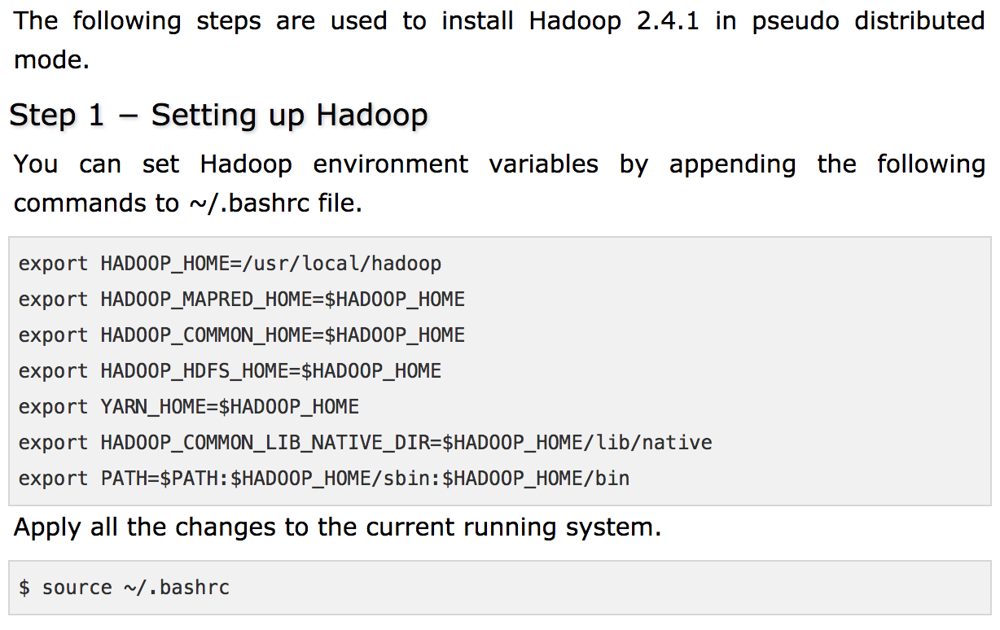 The following steps are used to install Hadoop 2.4.1 in pseudo distributed
mode.
Step 1 − Setting up Hadoop
You can set Hadoop environment variables by appending the following
commands to ~/.bashrc file.
export HADOOP_HOME=/usr/local/hadoop
export HADOOP_MAPRED_HOME=$HADOOP_HOME
export HADOOP_COMMON_HOME=$HADOOP_HOME
export HADOOP_HDFS_HOME=$HADOOP_HOME
export YARN_HOME=$HADOOP_HOME
export HADOOP_COMMON_LIB_NATIVE_DIR=$HADOOP_HOME/lib/native
export PATH=$PATH:$HADOOP_HOME/sbin:$HADOOP_HOME/bin
Apply all the changes to the current running system.
$ source ~/.bashrc